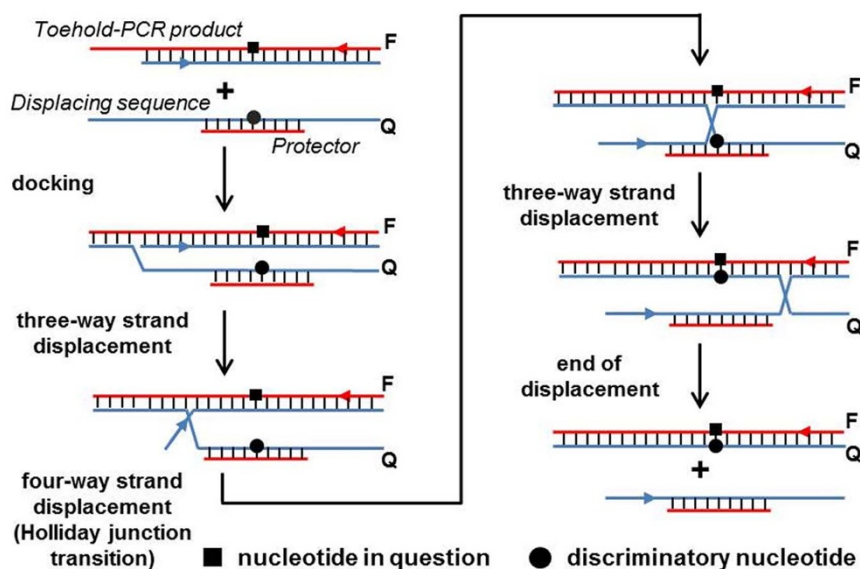 Toehold-PCR product
F
+
Displacing sequence
Q
Protector
docking
F
Q
three-way strand
displacement
F
Q
four-way strand
displacement
(Holliday junction
transition)
F
Q
three-way strand
displacement
F
Q
end of
displacement
F
Q
+
nucleotide in question
discriminatory nucleotide